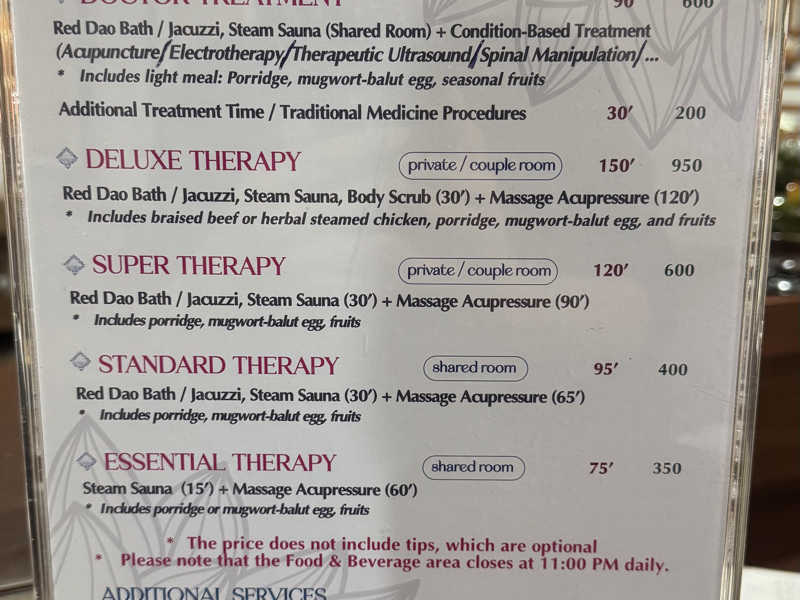 DOCTOR TREATMENT 90' 600
Red Dao Bath / Jacuzzi, Steam Sauna (Shared Room) + Condition-Based Treatment
(Acupuncture/Electrotherapy/Therapeutic Ultrasound/Spinal Manipulation/...
* Includes light meal: Porridge, mugwort-balut egg, seasonal fruits
Additional Treatment Time / Traditional Medicine Procedures 30' 200
DELUXE THERAPY private / couple room 150' 950
Red Dao Bath / Jacuzzi, Steam Sauna, Body Scrub (30') + Massage Acupressure (120')
* Includes braised beef or herbal steamed chicken, porridge, mugwort-balut egg, and fruits
SUPER THERAPY private / couple room 120' 600
Red Dao Bath / Jacuzzi, Steam Sauna (30') + Massage Acupressure (90')
* Includes porridge, mugwort-balut egg, fruits
STANDARD THERAPY shared room 95' 400
Red Dao Bath / Jacuzzi, Steam Sauna (30') + Massage Acupressure (65')
* Includes porridge, mugwort-balut egg, fruits
ESSENTIAL THERAPY shared room 75' 350
Steam Sauna (15') + Massage Acupressure (60')
* Includes porridge or mugwort-balut egg, fruits
* The price does not include tips, which are optional
* Please note that the Food & Beverage area closes at 11:00 PM daily.
ADDITIONAL SERVICES